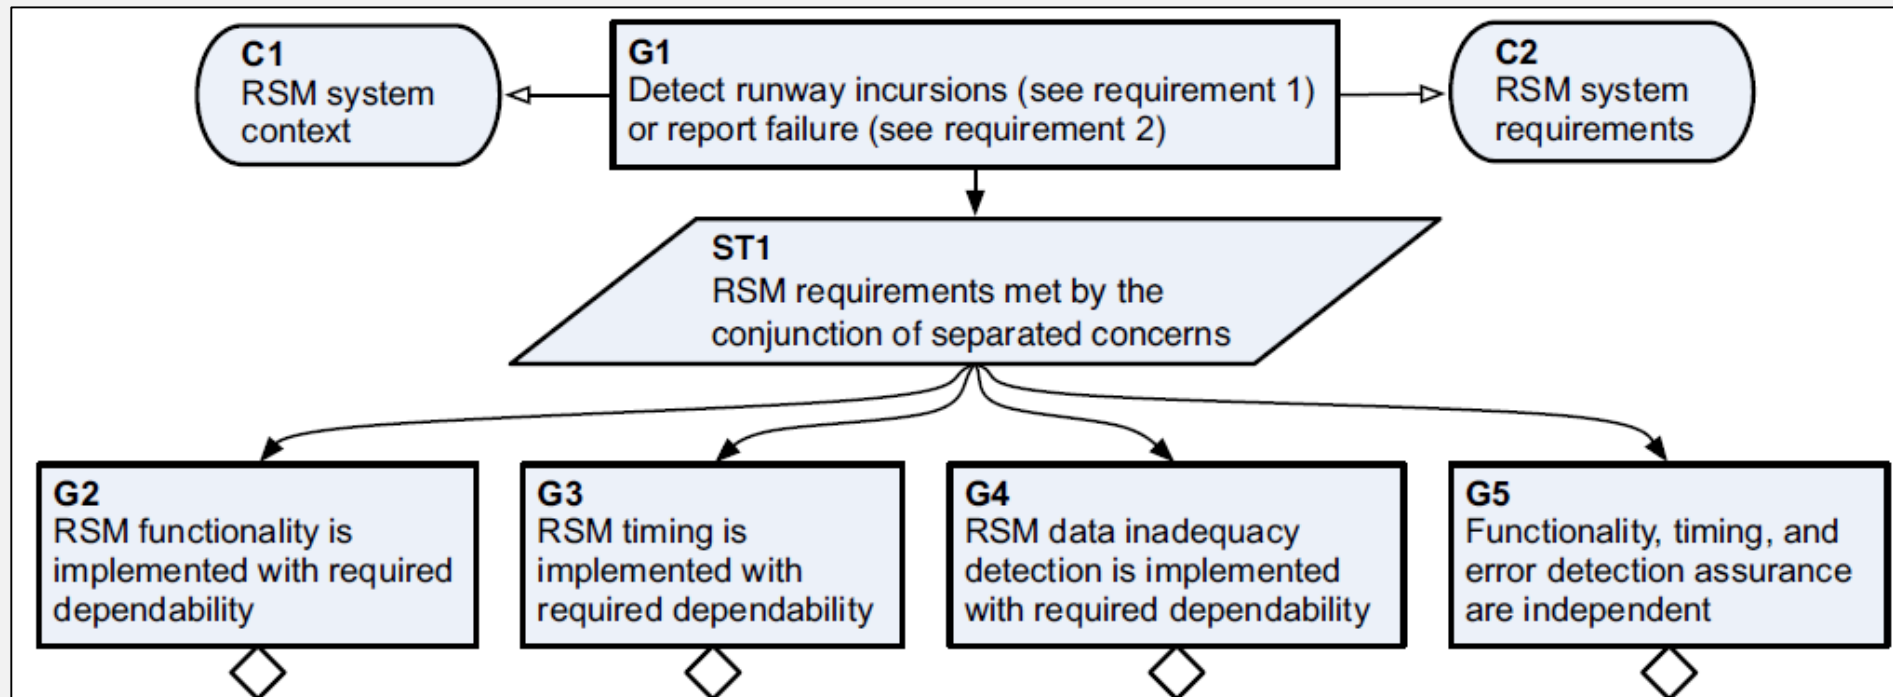 C1
RSM system
context
G1
Detect runway incursions (see requirement 1)
or report failure (see requirement 2)
C2
RSM system
requirements
ST1
RSM requirements met by the
conjunction of separated concerns
G2
RSM functionality is
implemented with required
dependability
G3
RSM timing is
implemented with
required dependability
G4
RSM data inadequacy
detection is implemented
with required dependability
G5
Functionality, timing, and
error detection assurance
are independent